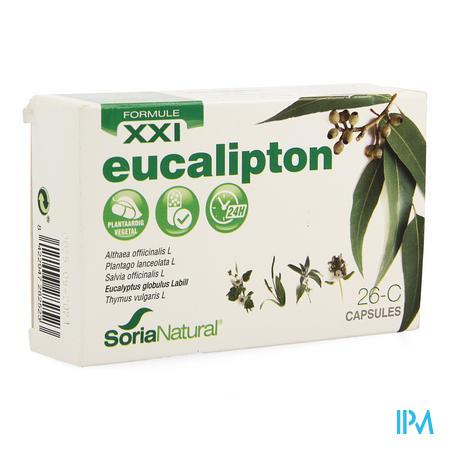 FORMULE
XXI
eucalipton®
PLANTAARDIG
VEGETAL
24H
Althaea offiicinalis L
Plantago lanceolata L
Salvia officinalis L
Eucalyptus globulus Labill
Thymus vulgaris L
SoriaNatural®
26-C
CAPSULES
IPM